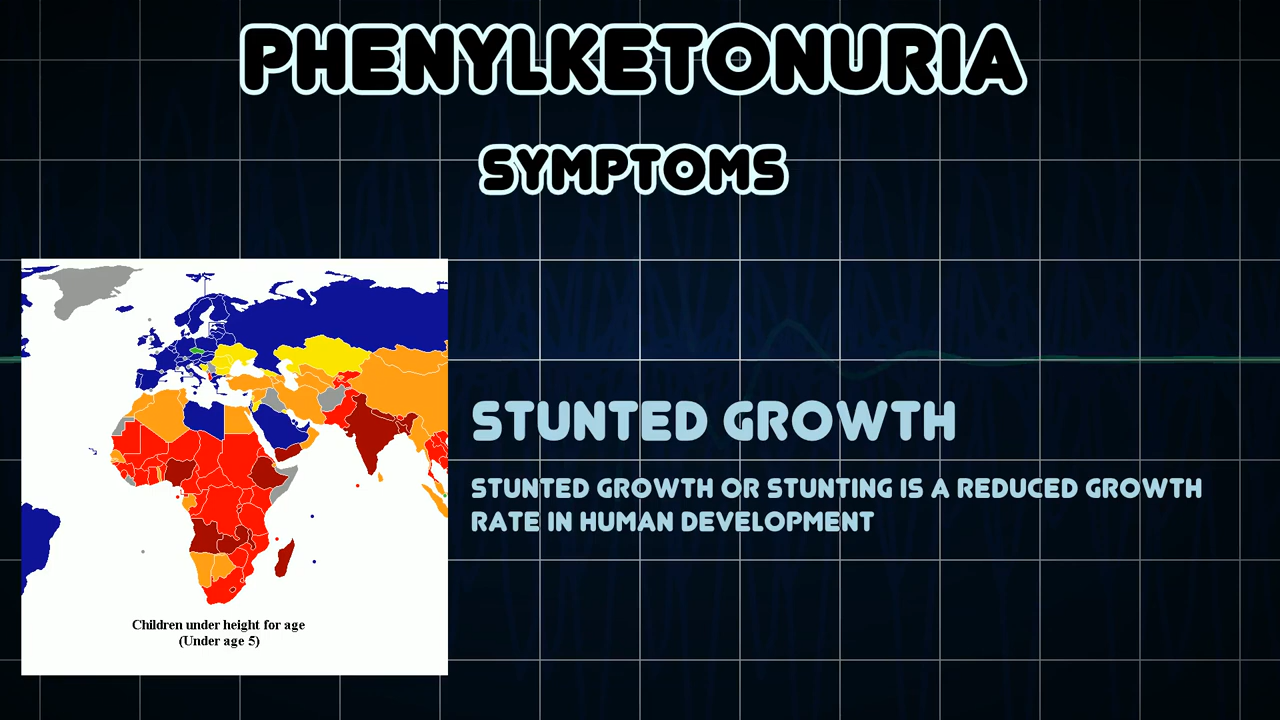 PHENYLKETONURIA
SYMPTOMS
STUNTED GROWTH
STUNTED GROWTH OR STUNTING IS A REDUCED GROWTH
RATE IN HUMAN DEVELOPMENT
Children under height for age
(Under age 5)